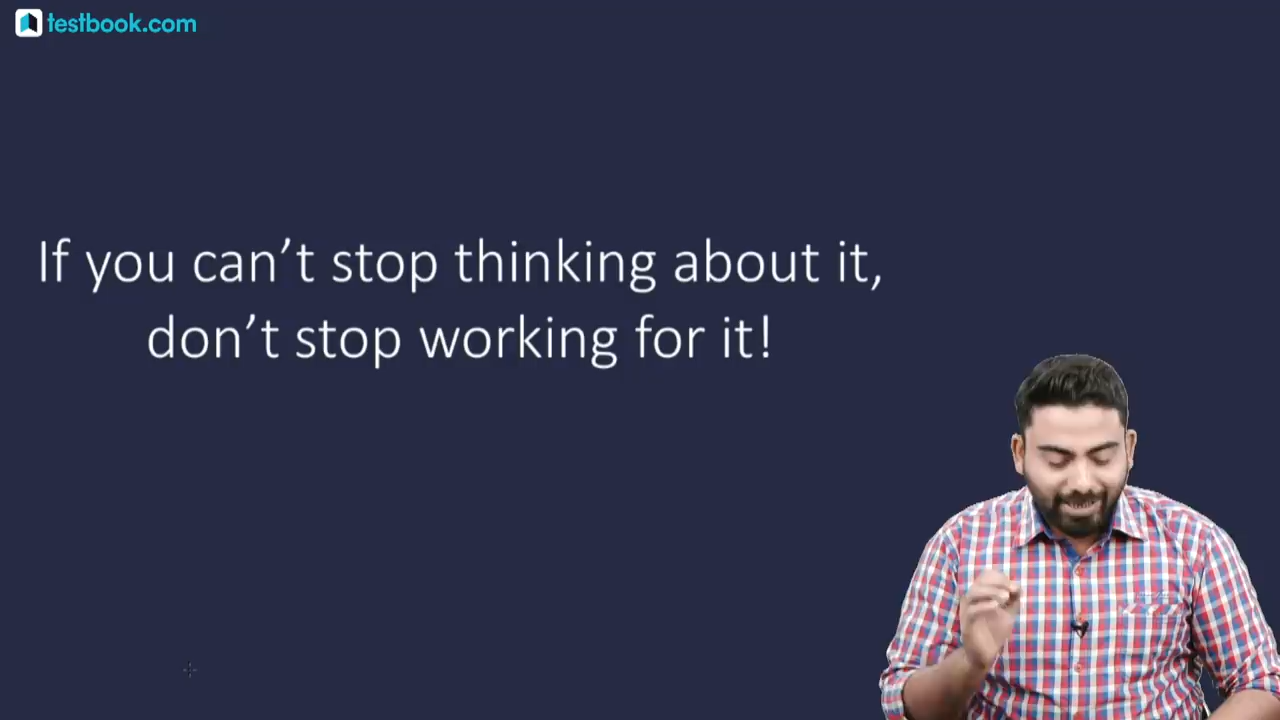 testbook.com
If you can’t stop thinking about it,
don’t stop working for it!